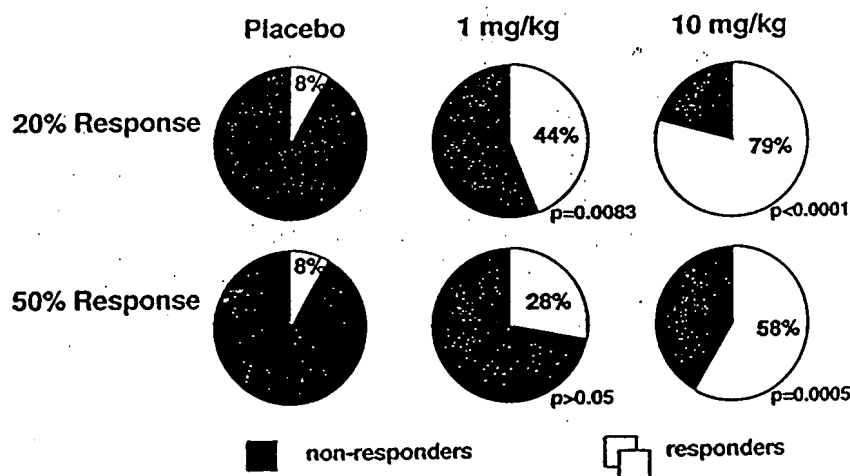 Placebo 1 mg/kg 10 mg/kg
20% Response
8% 44% 79%
p=0.0083 p<0.0001
50% Response
8% 28% 58%
p>0.05 p=0.0005
non-responders responders